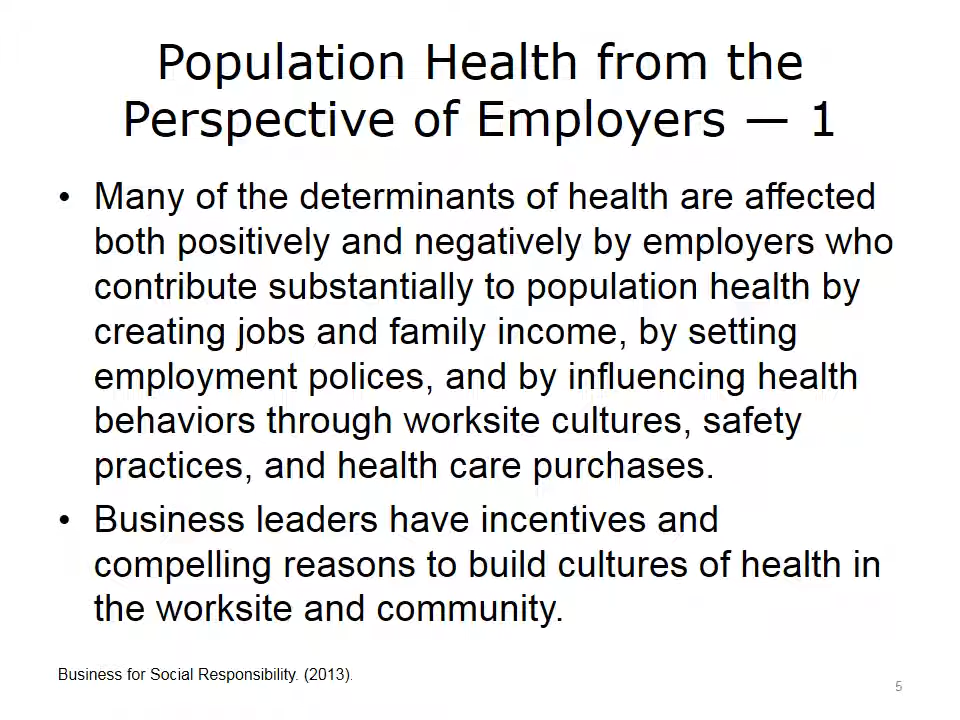 Population Health from the
Perspective of Employers — 1
• Many of the determinants of health are affected
both positively and negatively by employers who
contribute substantially to population health by
creating jobs and family income, by setting
employment polices, and by influencing health
behaviors through worksite cultures, safety
practices, and health care purchases.
• Business leaders have incentives and
compelling reasons to build cultures of health in
the worksite and community.
Business for Social Responsibility. (2013).
5